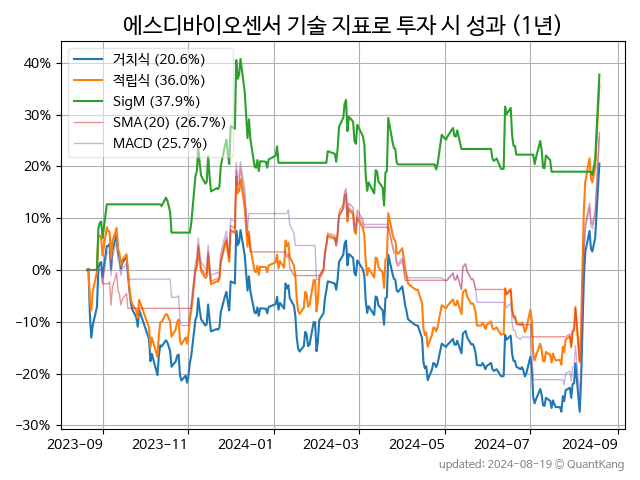 에스디바이오센서 기술 지표로 투자 시 성과 (1년)
40%
30%
20%
10%
0%
−10%
−20%
−30%
거치식 (20.6%)
적립식 (36.0%)
SigM (37.9%)
SMA(20) (26.7%)
MACD (25.7%)
2023-09
2023-11
2024-01
2024-03
2024-05
2024-07
2024-09
updated: 2024-08-19 © QuantKang